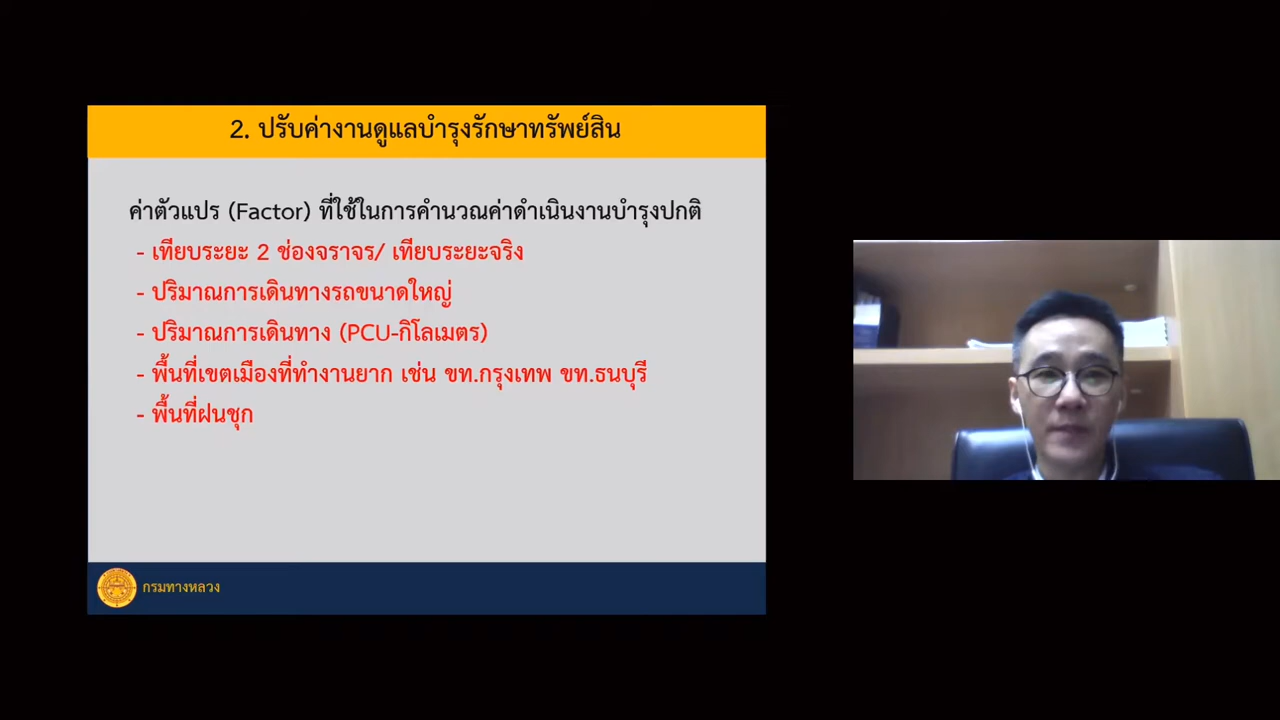 2. ปรับค่างานดูแลบำรุงรักษาทรัพย์สิน
ค่าตัวแปร (Factor) ที่ใช้ในการคำนวณค่าดำเนินงานบำรุงปกติ
- เทียบระยะ 2 ช่องจราจร/ เทียบระยะจริง
- ปริมาณการเดินทางรถขนาดใหญ่
- ปริมาณการเดินทาง (PCU-กิโลเมตร)
- พื้นที่เขตเมืองที่ทำงานยาก เช่น ขท.กรุงเทพ ขท.ธนบุรี
- พื้นที่ฝนชุก
กรมทางหลวง